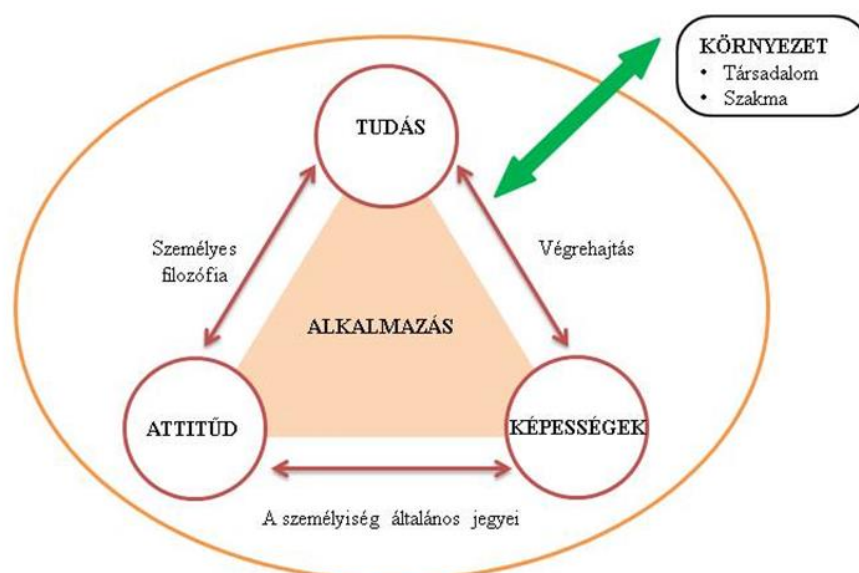 KÖRNYEZET
• Társadalom
• Szakma
TUDÁS
Személyes
filozófia
Végrehajtás
ALKALMAZÁS
ATTITŰD
KÉPESSÉGEK
A személyiség általános jegyei